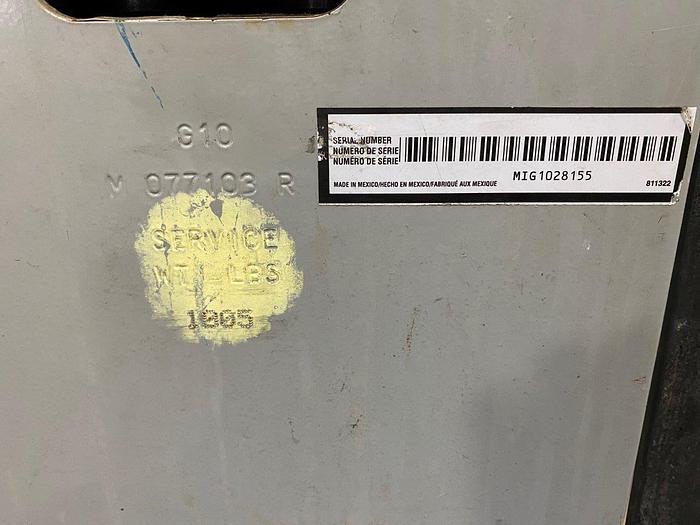 G10
M 077103 R
SERVICE
WT LBS
1805
SERIAL NUMBER
NÚMERO DE SERIE
NUMÉRO DE SÉRIE
MIG1028155
MADE IN MEXICO/HECHO EN MEXICO/FABRIQUÉ AUX MEXIQUE
811322